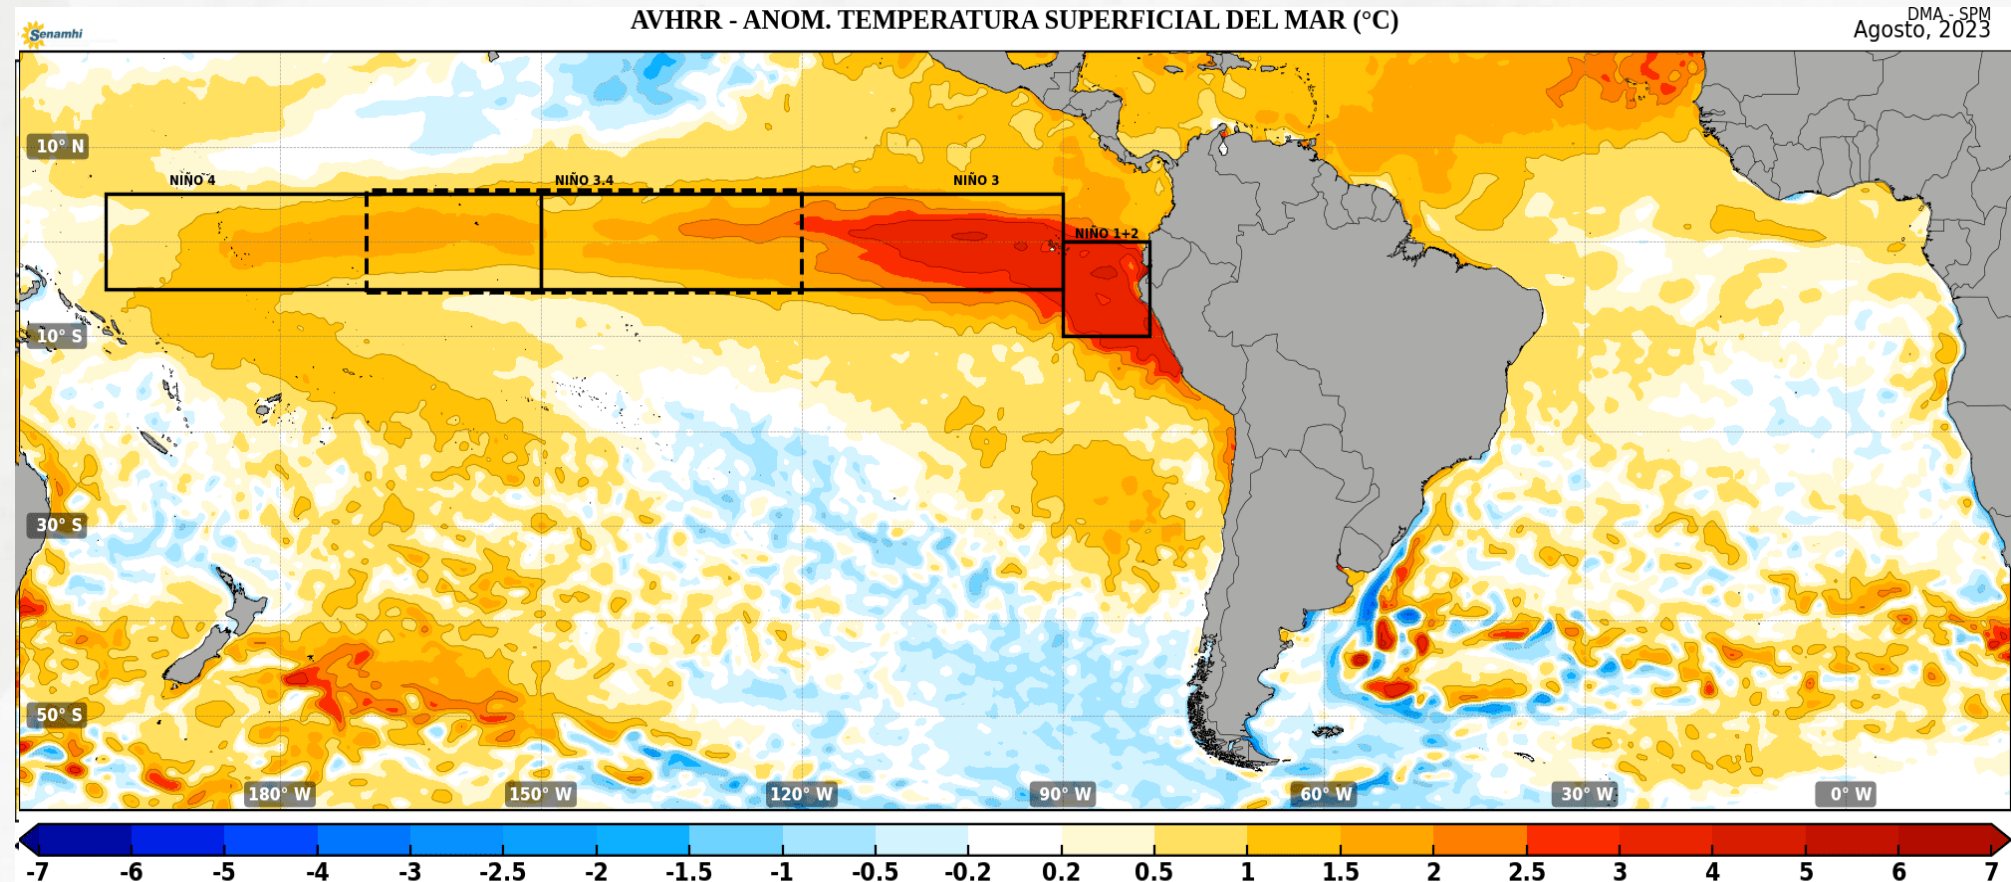 AVHRR - ANOM. TEMPERATURA SUPERFICIAL DEL MAR (°C)
DMA - SPM
Agosto, 2023
Senamhi
10° N
NIÑO 4
NIÑO 3.4
NIÑO 3
NIÑO 1+2
10° S
30° S
50° S
180° W
150° W
120° W
90° W
60° W
30° W
0° W
-7 -6 -5 -4 -3 -2.5 -2 -1.5 -1 -0.5 -0.2 0.2 0.5 1 1.5 2 2.5 3 4 5 6 7